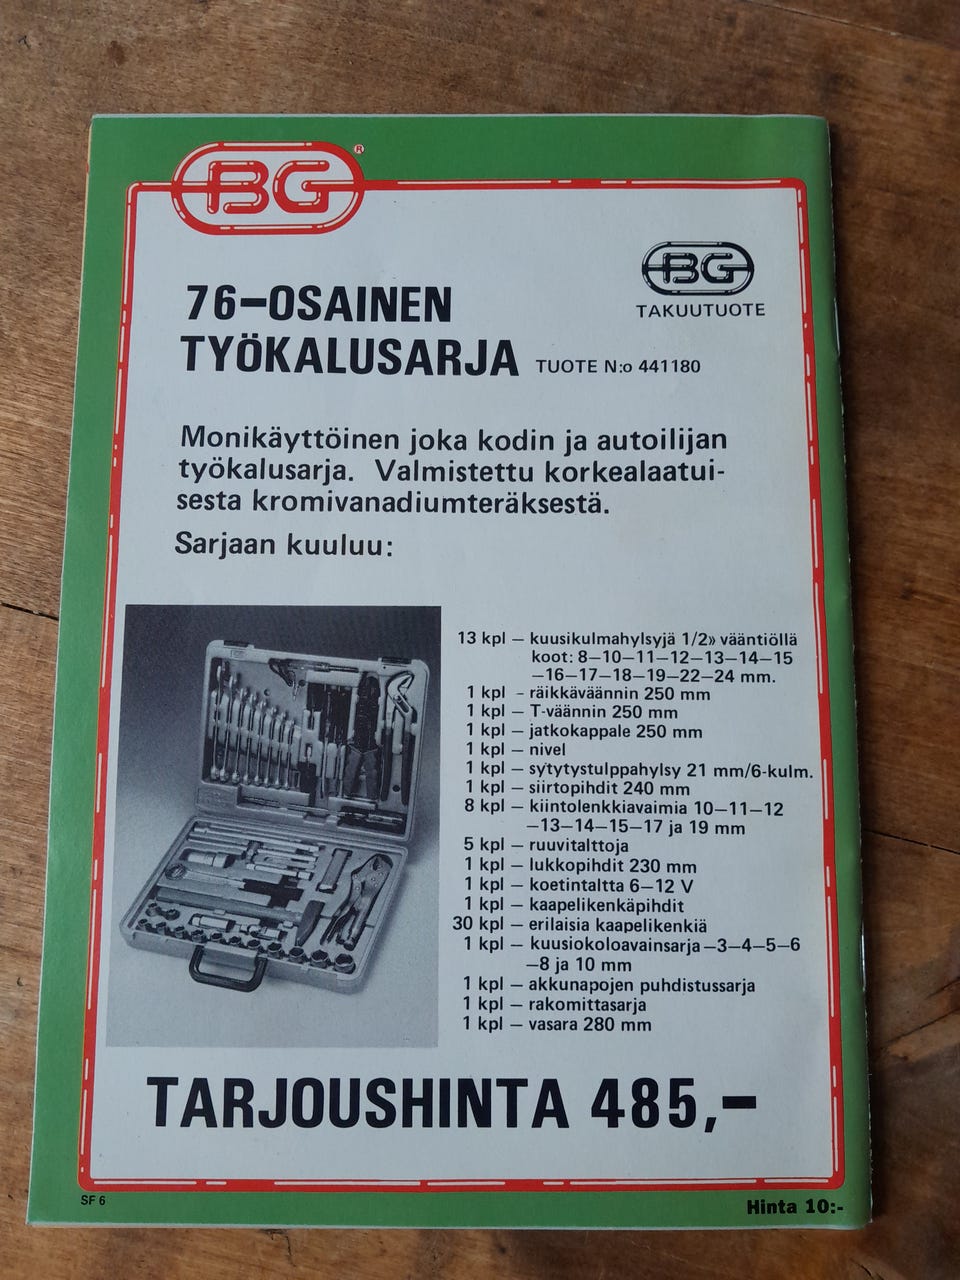 BG ®
BG
TAKUUTUOTE
76-OSAINEN
TYÖKALUSARJA TUOTE N:o 441180
Monikäyttöinen joka kodin ja autoilijan
työkalusarja. Valmistettu korkealaatui-
sesta kromivanadiumteräksestä.
Sarjaan kuuluu:
13 kpl — kuusikulmahylsyjä 1/2» vääntiöllä
koot: 8—10—11—12—13—14—15
—16—17—18—19—22—24 mm.
1 kpl - räikkäväännin 250 mm
1 kpl — T-väännin 250 mm
1 kpl — jatkokappale 250 mm
1 kpl — nivel
1 kpl — sytytystulppahylsy 21 mm/6-kulm.
1 kpl — siirtopihdit 240 mm
8 kpl — kiintolenkkiavaimia 10—11—12
—13—14—15—17 ja 19 mm
5 kpl — ruuvitalttoja
1 kpl — lukkopihdit 230 mm
1 kpl — koetintaltta 6—12 V
1 kpl — kaapelikenkäpihdit
30 kpl — erilaisia kaapelikenkiä
1 kpl — kuusiokoloavainsarja —3—4—5—6
—8 ja 10 mm
1 kpl — akkunapojen puhdistussarja
1 kpl — rakomittasarja
1 kpl — vasara 280 mm
TARJOUSHINTA 485,—
SF 6
Hinta 10:-